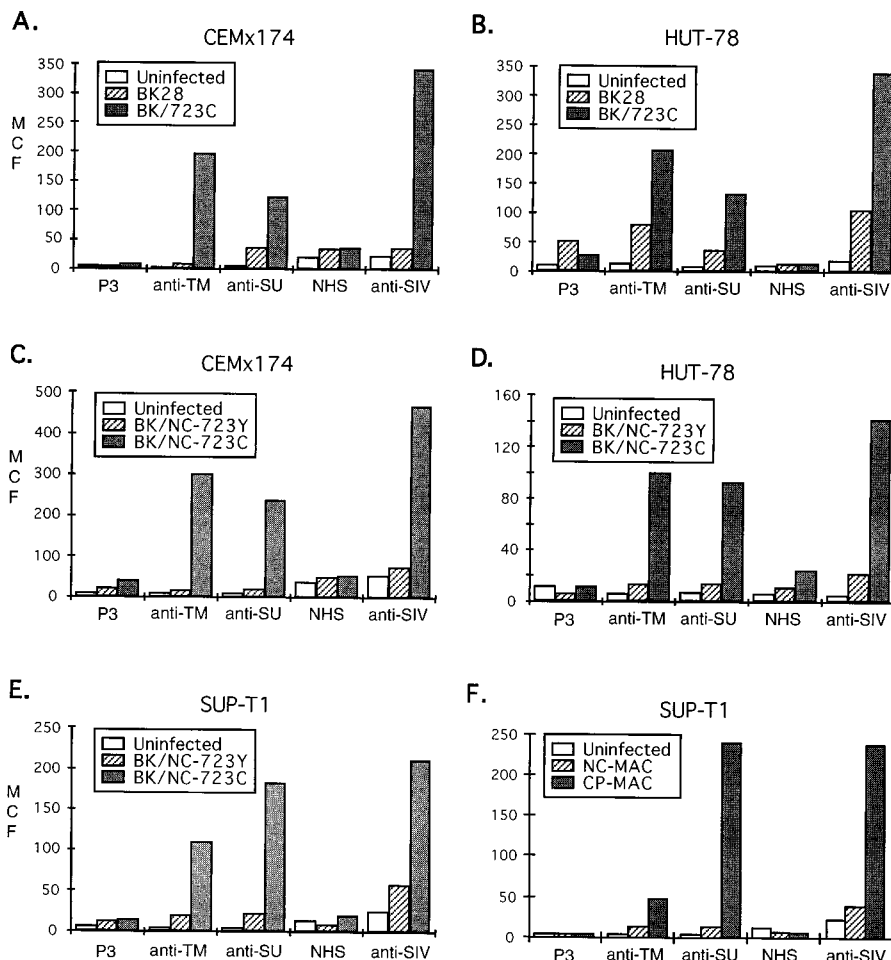 A.
CEMx174
350
300
250
200
150
100
50
0
M
C
F
Uninfected
BK28
BK/723C
P3 anti-TM anti-SU NHS anti-SIV
B.
HUT-78
350
300
250
200
150
100
50
0
Uninfected
BK28
BK/723C
P3 anti-TM anti-SU NHS anti-SIV
C.
CEMx174
500
400
300
200
100
0
M
C
F
Uninfected
BK/NC-723Y
BK/NC-723C
P3 anti-TM anti-SU NHS anti-SIV
D.
HUT-78
160
120
80
40
0
Uninfected
BK/NC-723Y
BK/NC-723C
P3 anti-TM anti-SU NHS anti-SIV
E.
SUP-T1
250
200
150
100
50
0
M
C
F
Uninfected
BK/NC-723Y
BK/NC-723C
P3 anti-TM anti-SU NHS anti-SIV
F.
SUP-T1
250
200
150
100
50
0
Uninfected
NC-MAC
CP-MAC
P3 anti-TM anti-SU NHS anti-SIV